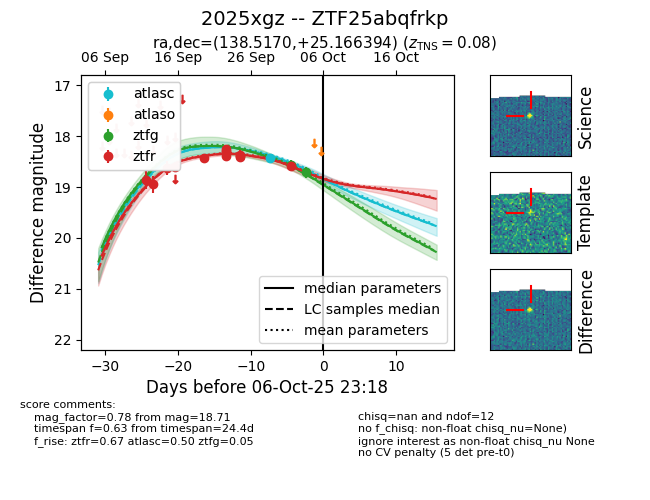 2025xgz -- ZTF25abqfrkp
ra,dec=(138.5170,+25.166394) (z_TNS = 0.08)
06 Sep 16 Sep 26 Sep 06 Oct 16 Oct
17
18
19
20
21
22
Difference magnitude
atlasc
atlaso
ztfg
ztfr
median parameters
LC samples median
mean parameters
−30 −20 −10 0 10
Days before 06-Oct-25 23:18
Science
Template
Difference
score comments:
mag_factor=0.78 from mag=18.71
timespan f=0.63 from timespan=24.4d
f_rise: ztfr=0.67 atlasc=0.50 ztfg=0.05
chisq=nan and ndof=12
no f_chisq: non-float chisq_nu=None)
ignore interest as non-float chisq_nu None
no CV penalty (5 det pre-t0)